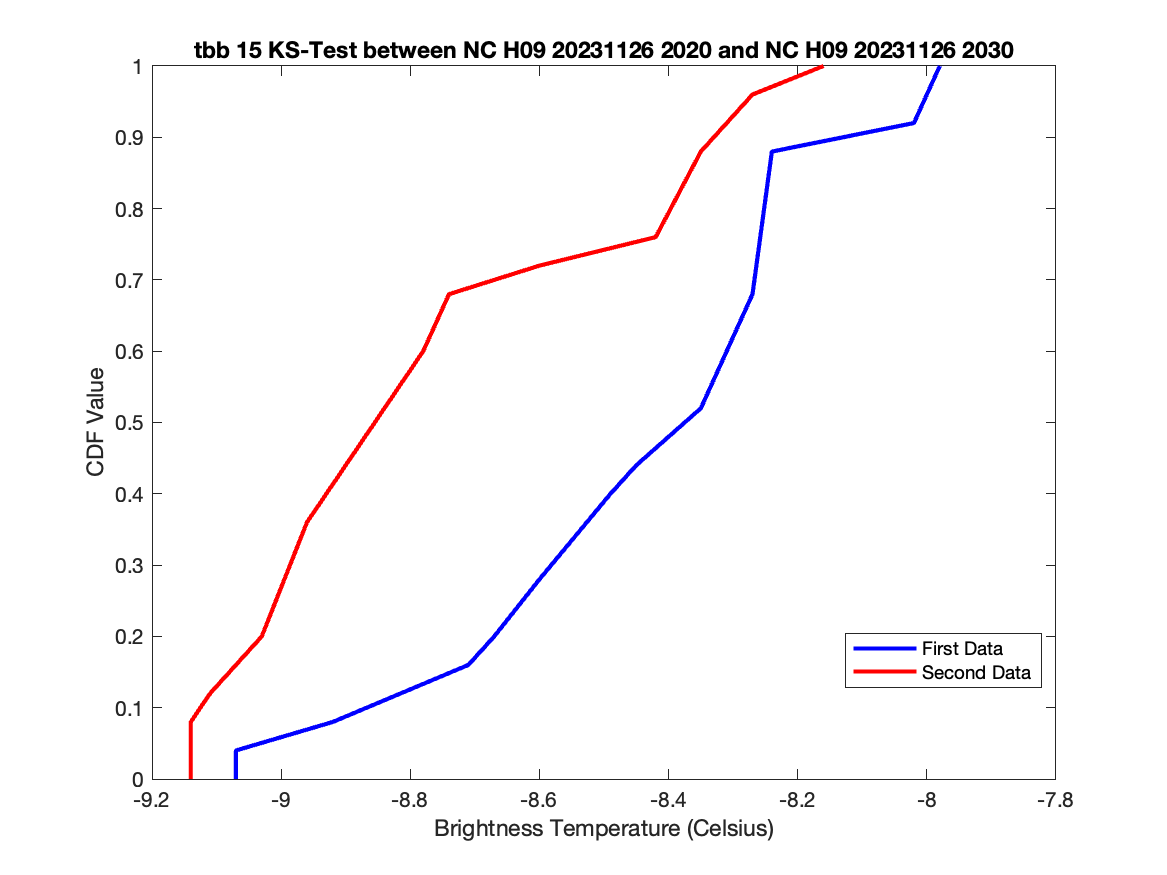 tbb 15 KS-Test between NC H09 20231126 2020 and NC H09 20231126 2030
1
0.9
0.8
0.7
0.6
0.5
0.4
0.3
0.2
0.1
0
CDF Value
First Data
Second Data
-9.2 -9 -8.8 -8.6 -8.4 -8.2 -8 -7.8
Brightness Temperature (Celsius)